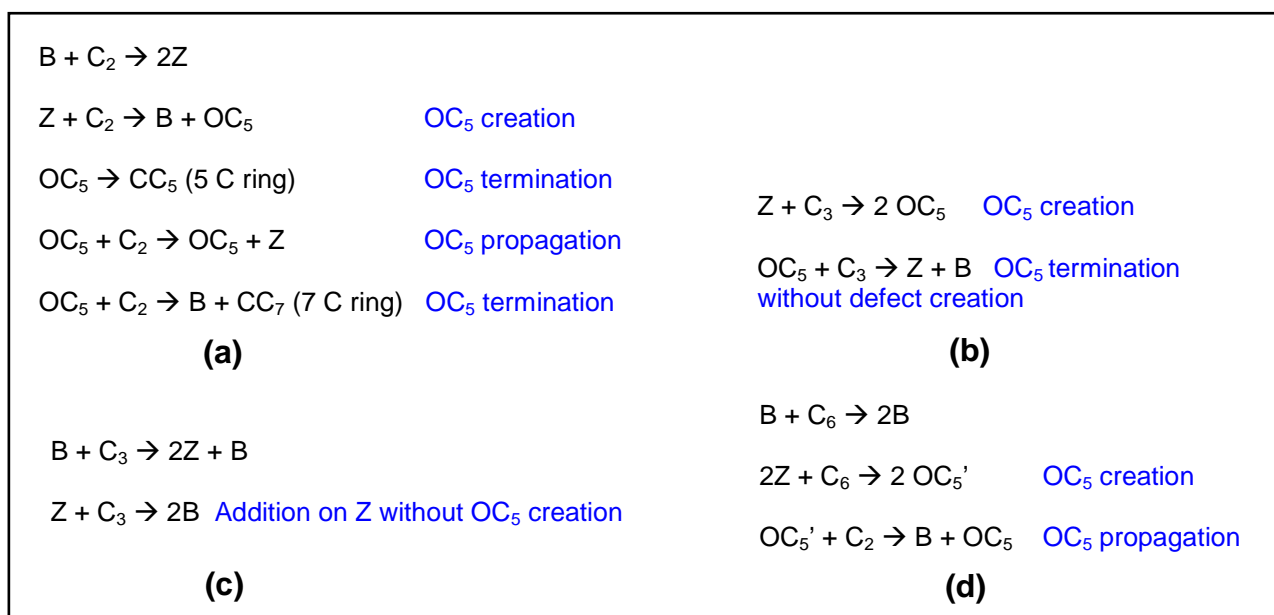 B + C₂ → 2Z
Z + C₂ → B + OC₅ OC₅ creation
OC₅ → CC₅ (5 C ring) OC₅ termination
OC₅ + C₂ → OC₅ + Z OC₅ propagation
OC₅ + C₂ → B + CC₇ (7 C ring) OC₅ termination
(a)
Z + C₃ → 2 OC₅ OC₅ creation
OC₅ + C₃ → Z + B OC₅ termination
without defect creation
(b)
B + C₃ → 2Z + B
Z + C₃ → 2B Addition on Z without OC₅ creation
(c)
B + C₆ → 2B
2Z + C₆ → 2 OC₅’ OC₅ creation
OC₅’ + C₂ → B + OC₅ OC₅ propagation
(d)